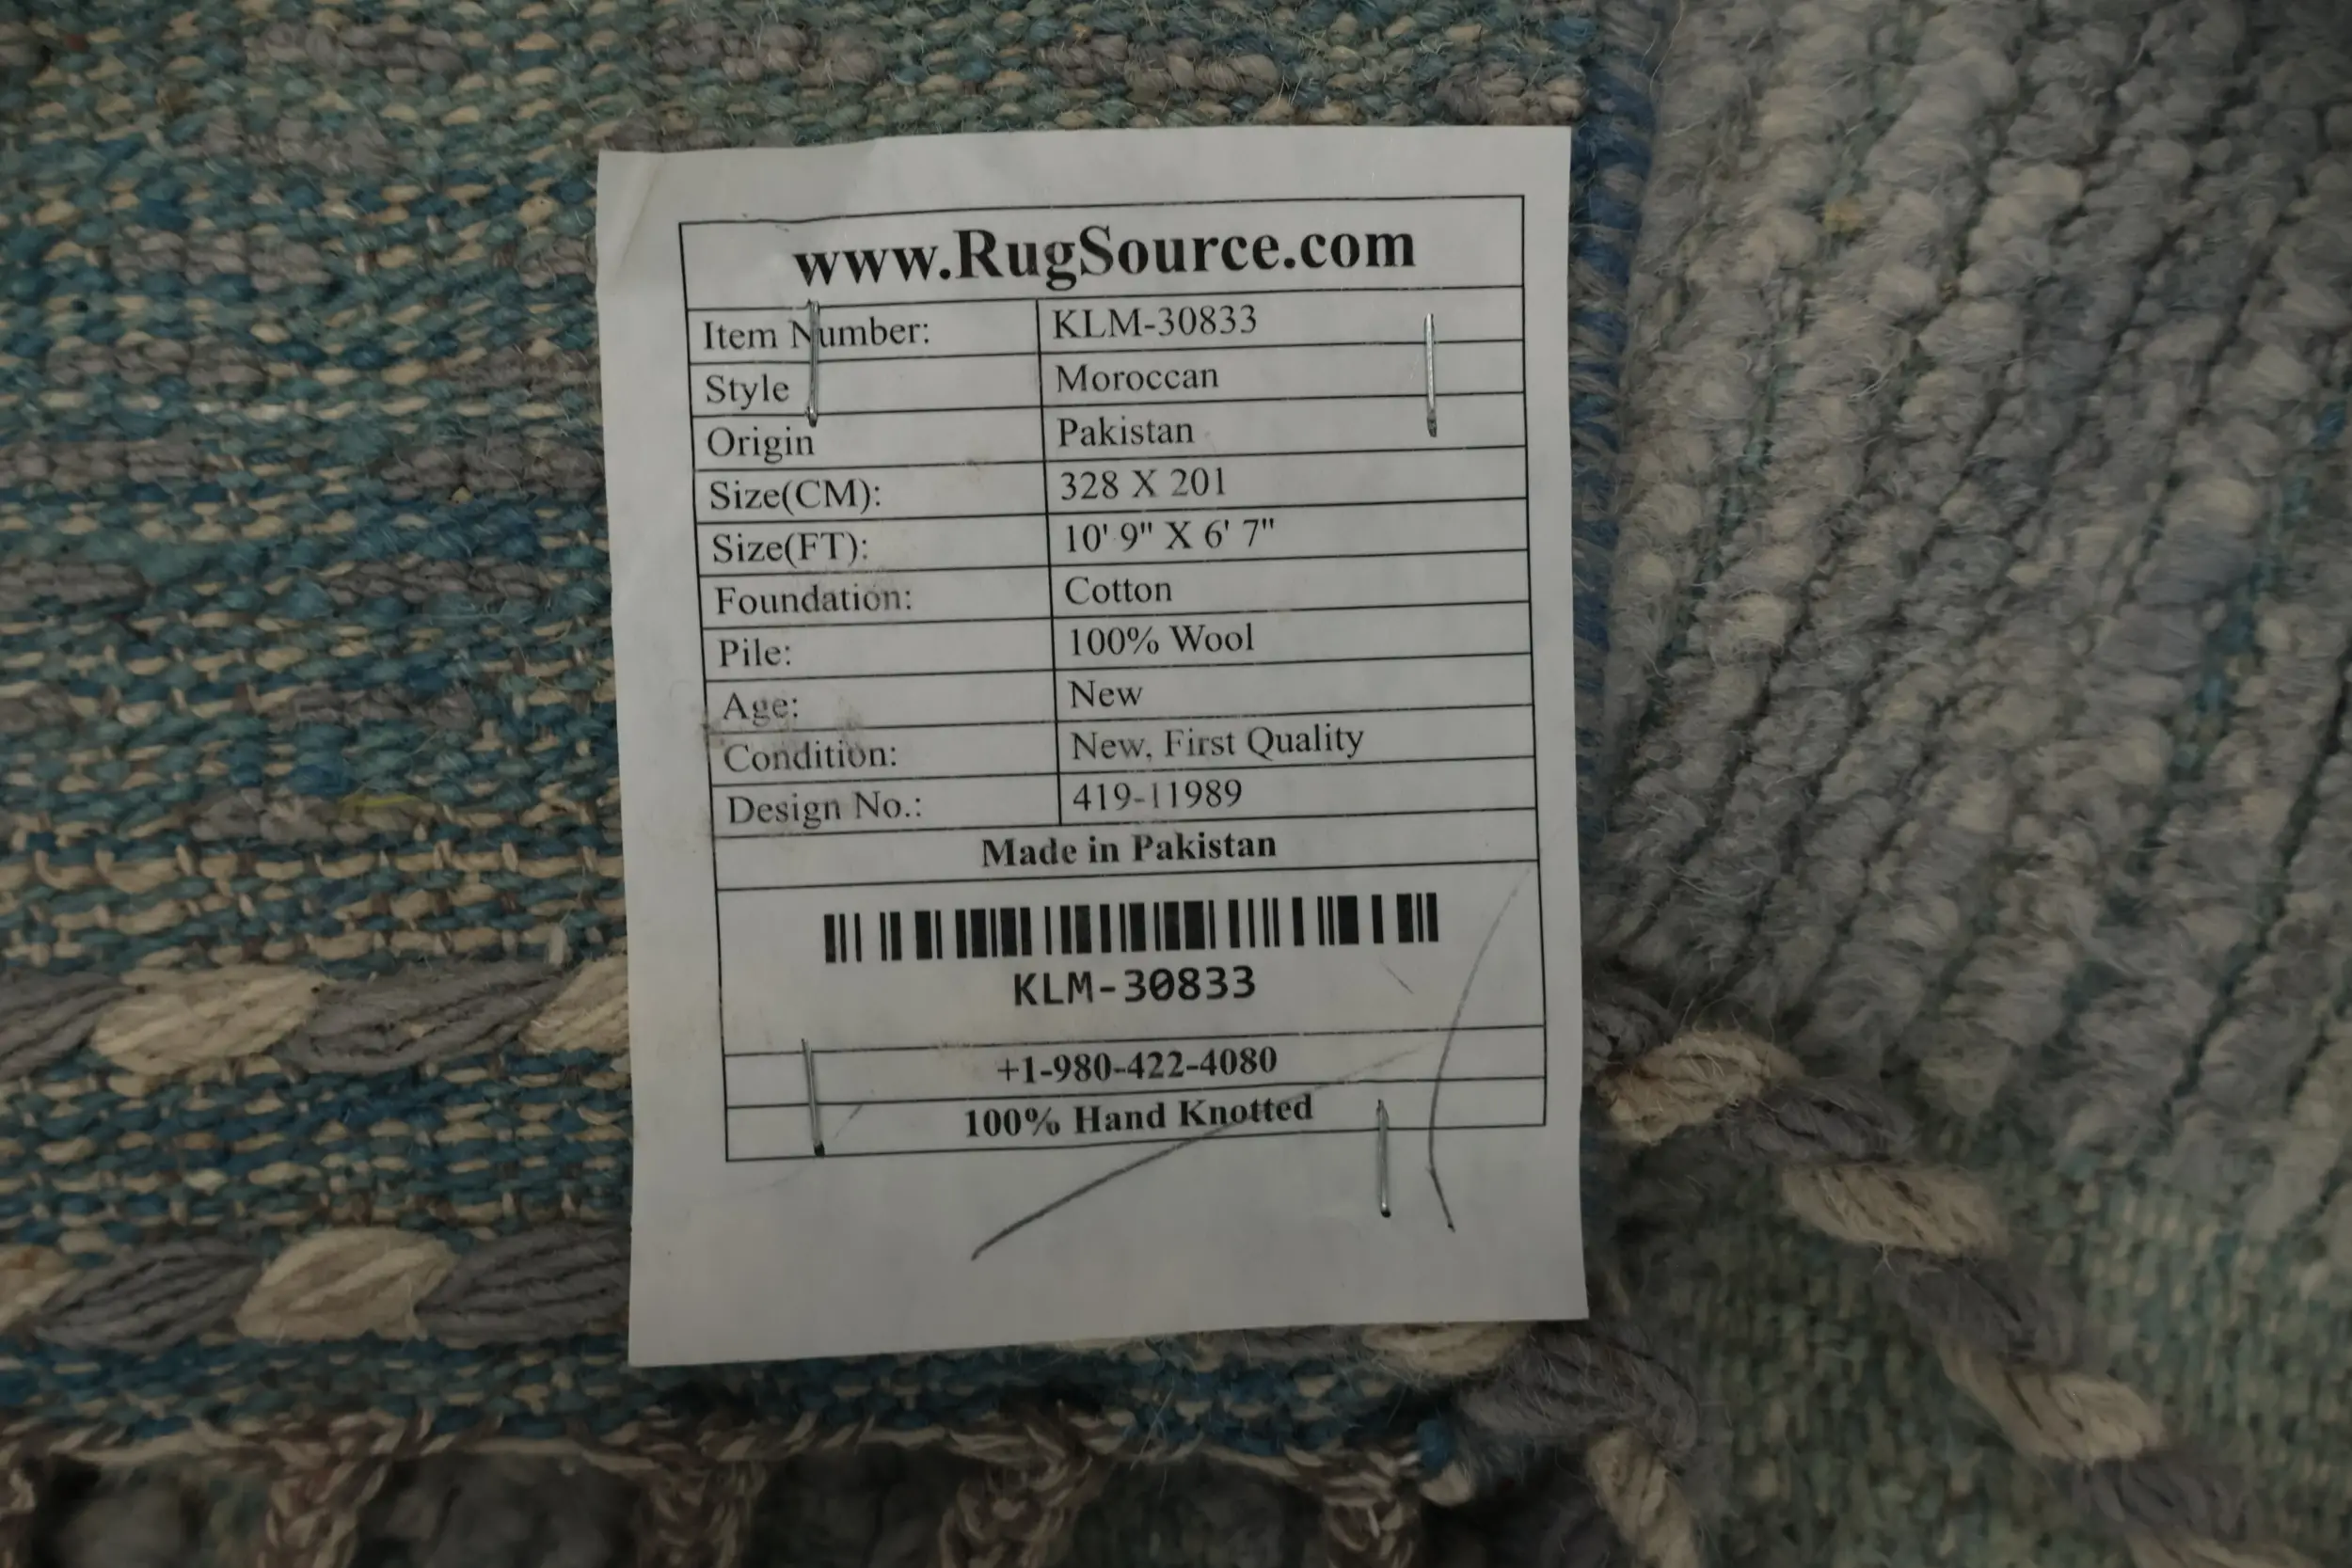 www.RugSource.com
Item Number: KLM-30833
Style Moroccan
Origin Pakistan
Size(CM): 328 X 201
Size(FT): 10' 9" X 6' 7"
Foundation: Cotton
Pile: 100% Wool
Age: New
Condition: New, First Quality
Design No.: 419-11989
Made in Pakistan
KLM-30833
+1-980-422-4080
100% Hand Knotted